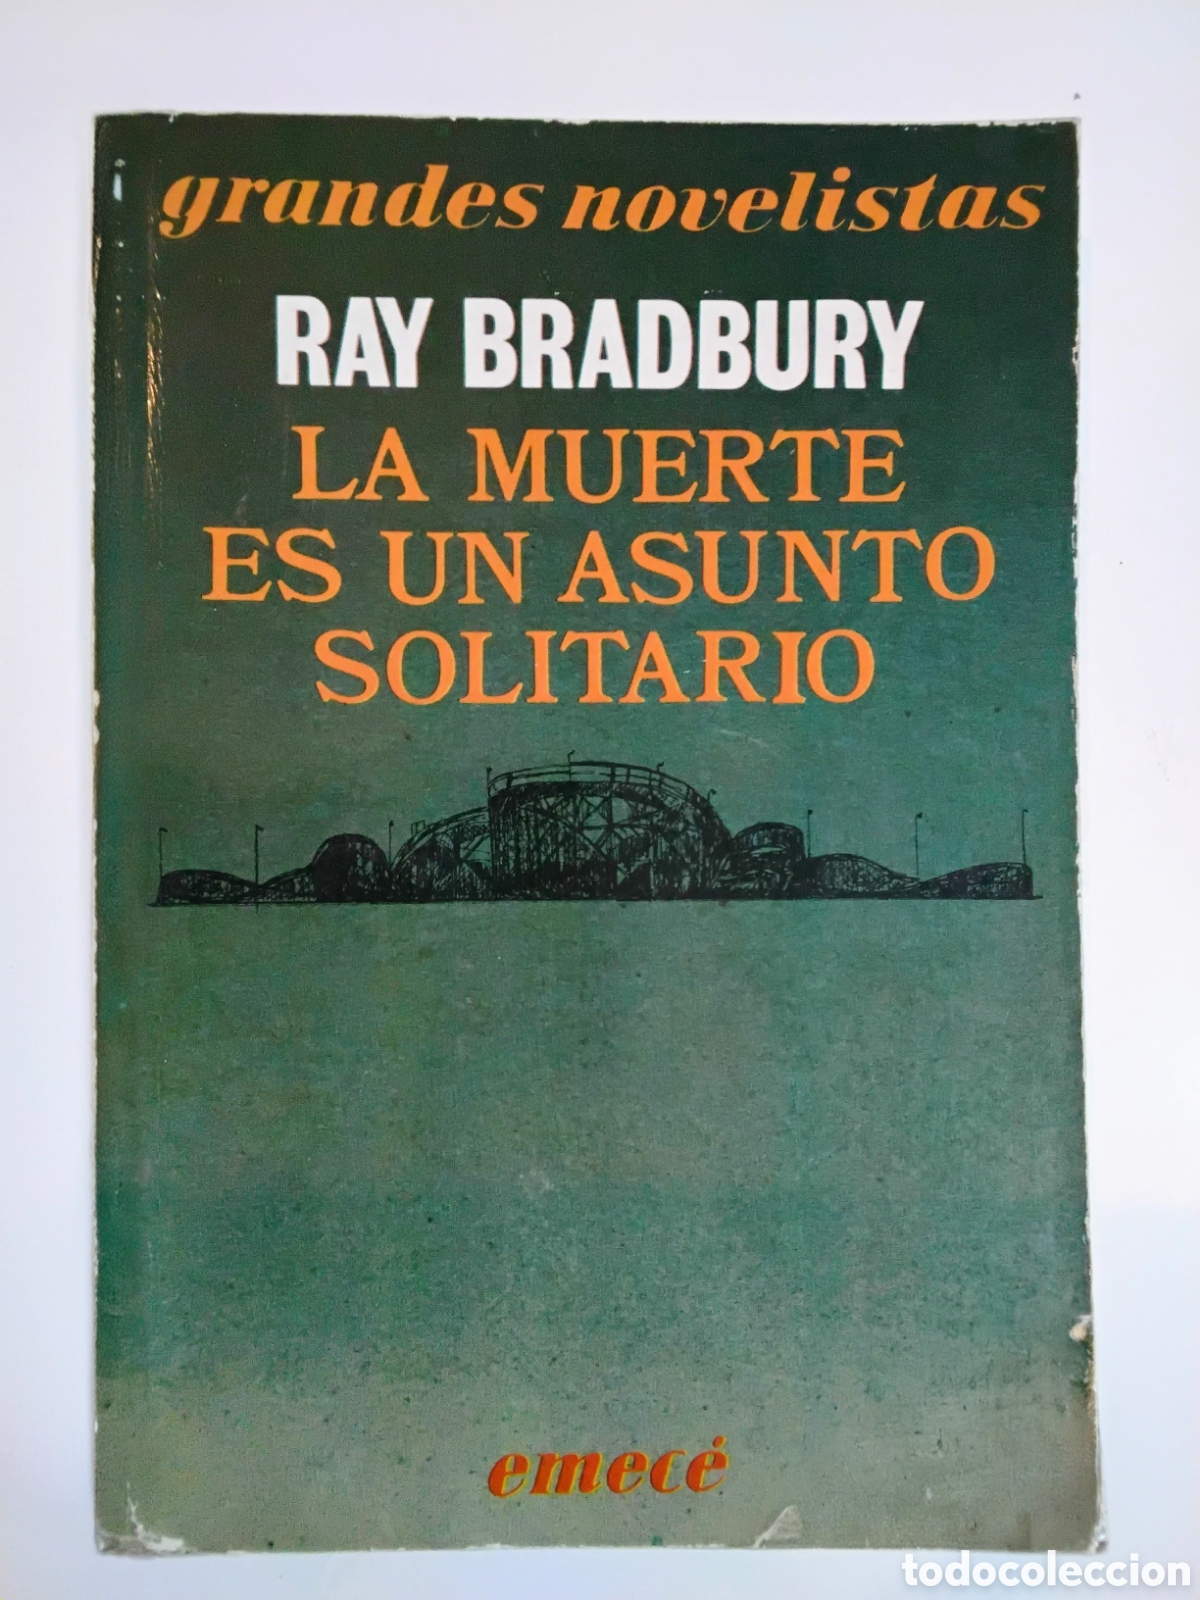 grandes novelistas
RAY BRADBURY
LA MUERTE
ES UN ASUNTO
SOLITARIO
emecé
todocoleccion